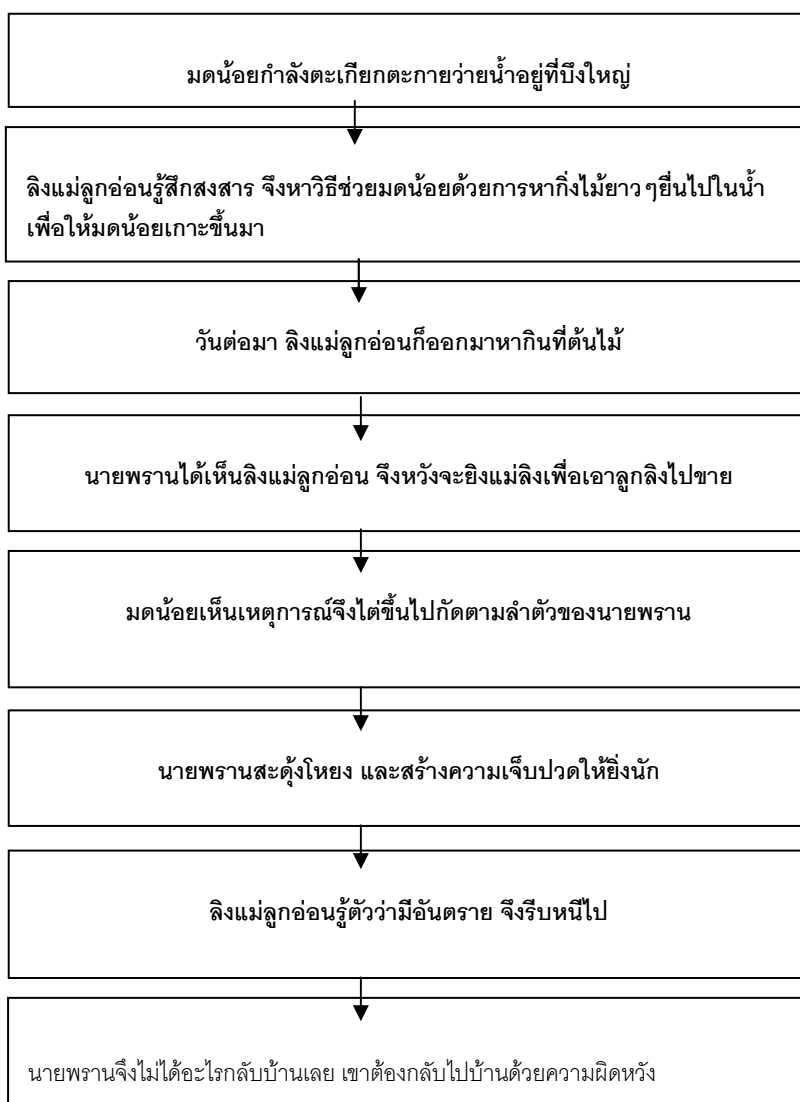 มดน้อยกำลังตะเกียกตะกายว่ายน้ำอยู่ที่บึงใหญ่
ลิงแม่ลูกอ่อนรู้สึกสงสาร จึงหาวิธีช่วยมดน้อยด้วยการหากิ่งไม้ยาวๆยื่นไปในน้ำ
เพื่อให้มดน้อยเกาะขึ้นมา
วันต่อมา ลิงแม่ลูกอ่อนก็ออกมาหากินที่ต้นไม้
นายพรานได้เห็นลิงแม่ลูกอ่อน จึงหวังจะยิงแม่ลิงเพื่อเอาลูกลิงไปขาย
มดน้อยเห็นเหตุการณ์จึงไต่ขึ้นไปกัดตามลำตัวของนายพราน
นายพรานสะดุ้งโหยง และสร้างความเจ็บปวดให้ยิ่งนัก
ลิงแม่ลูกอ่อนรู้ตัวว่ามีอันตราย จึงรีบหนีไป
นายพรานจึงไม่ได้อะไรกลับบ้านเลย เขาต้องกลับไปบ้านด้วยความผิดหวัง